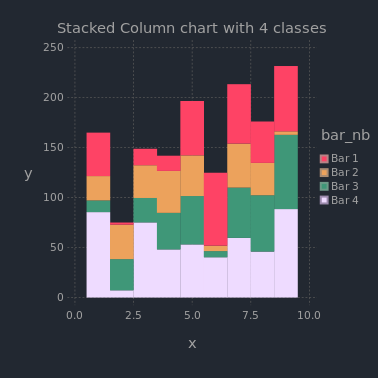 Stacked Column chart with 4 classes
250
200
150
100
50
0
y
0.0 2.5 5.0 7.5 10.0
x
bar_nb
Bar 1
Bar 2
Bar 3
Bar 4